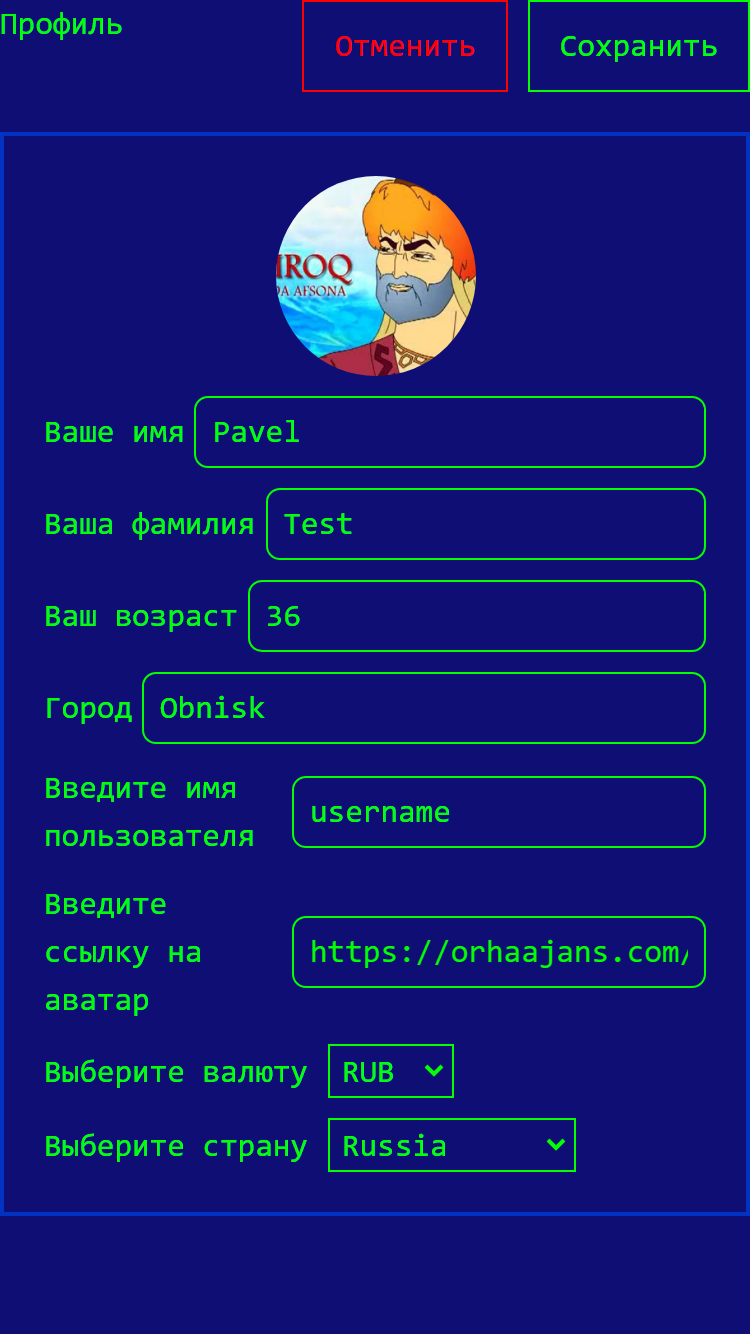 Профиль
Отменить
Сохранить
IROQ
DA AFSONA
Ваше имя
Pavel
Ваша фамилия
Test
Ваш возраст
36
Город
Obnisk
Введите имя
пользователя
username
Введите
ссылку на
аватар
https://orhaajans.com/
Выберите валюту
RUB
Выберите страну
Russia